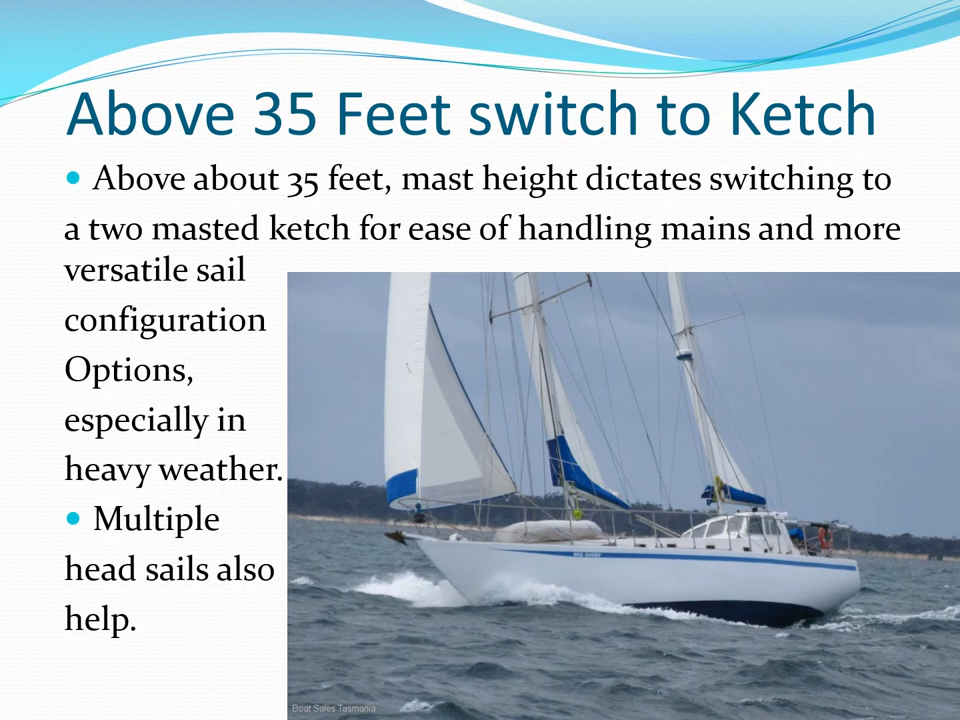 Above 35 Feet switch to Ketch
Above about 35 feet, mast height dictates switching to
a two masted ketch for ease of handling mains and more
versatile sail
configuration
Options,
especially in
heavy weather.
Multiple
head sails also
help.
BIG CHIEF
Boat Sales Tasmania